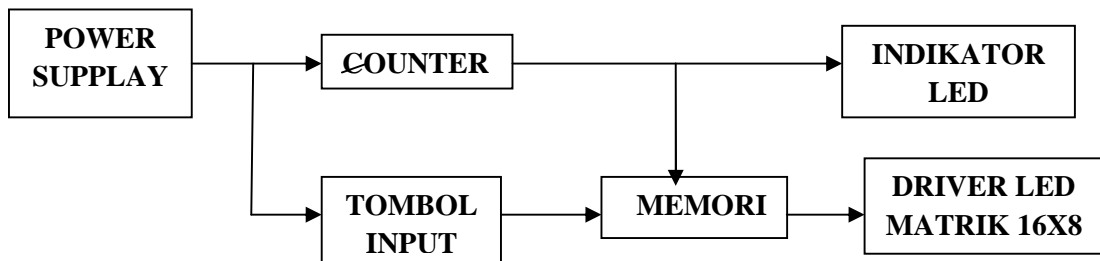 POWER
SUPPLAY
COUNTER
INDIKATOR
LED
TOMBOL
INPUT
MEMORI
DRIVER LED
MATRIK 16X8